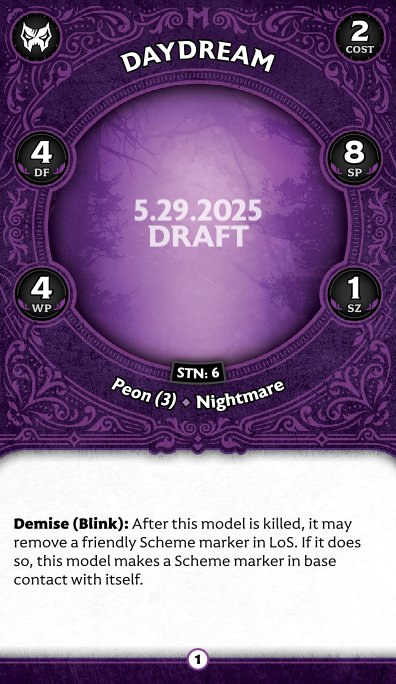 DAYDREAM
2
COST
4
DF
8
SP
5.29.2025
DRAFT
4
WP
1
SZ
STN: 6
Peon (3) ◆ Nightmare
Demise (Blink): After this model is killed, it may
remove a friendly Scheme marker in LoS. If it does
so, this model makes a Scheme marker in base
contact with itself.
1